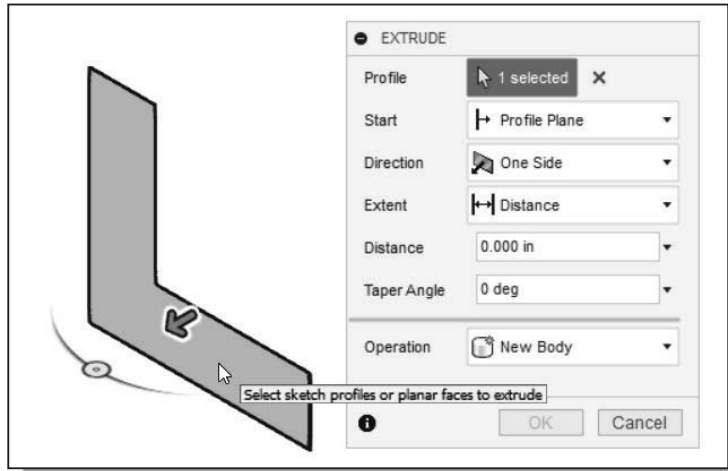 EXTRUDE
Profile 1 selected
Start Profile Plane
Direction One Side
Extent Distance
Distance 0.000 in
Taper Angle 0 deg
Operation New Body
Select sketch profiles or planar faces to extrude
OK Cancel